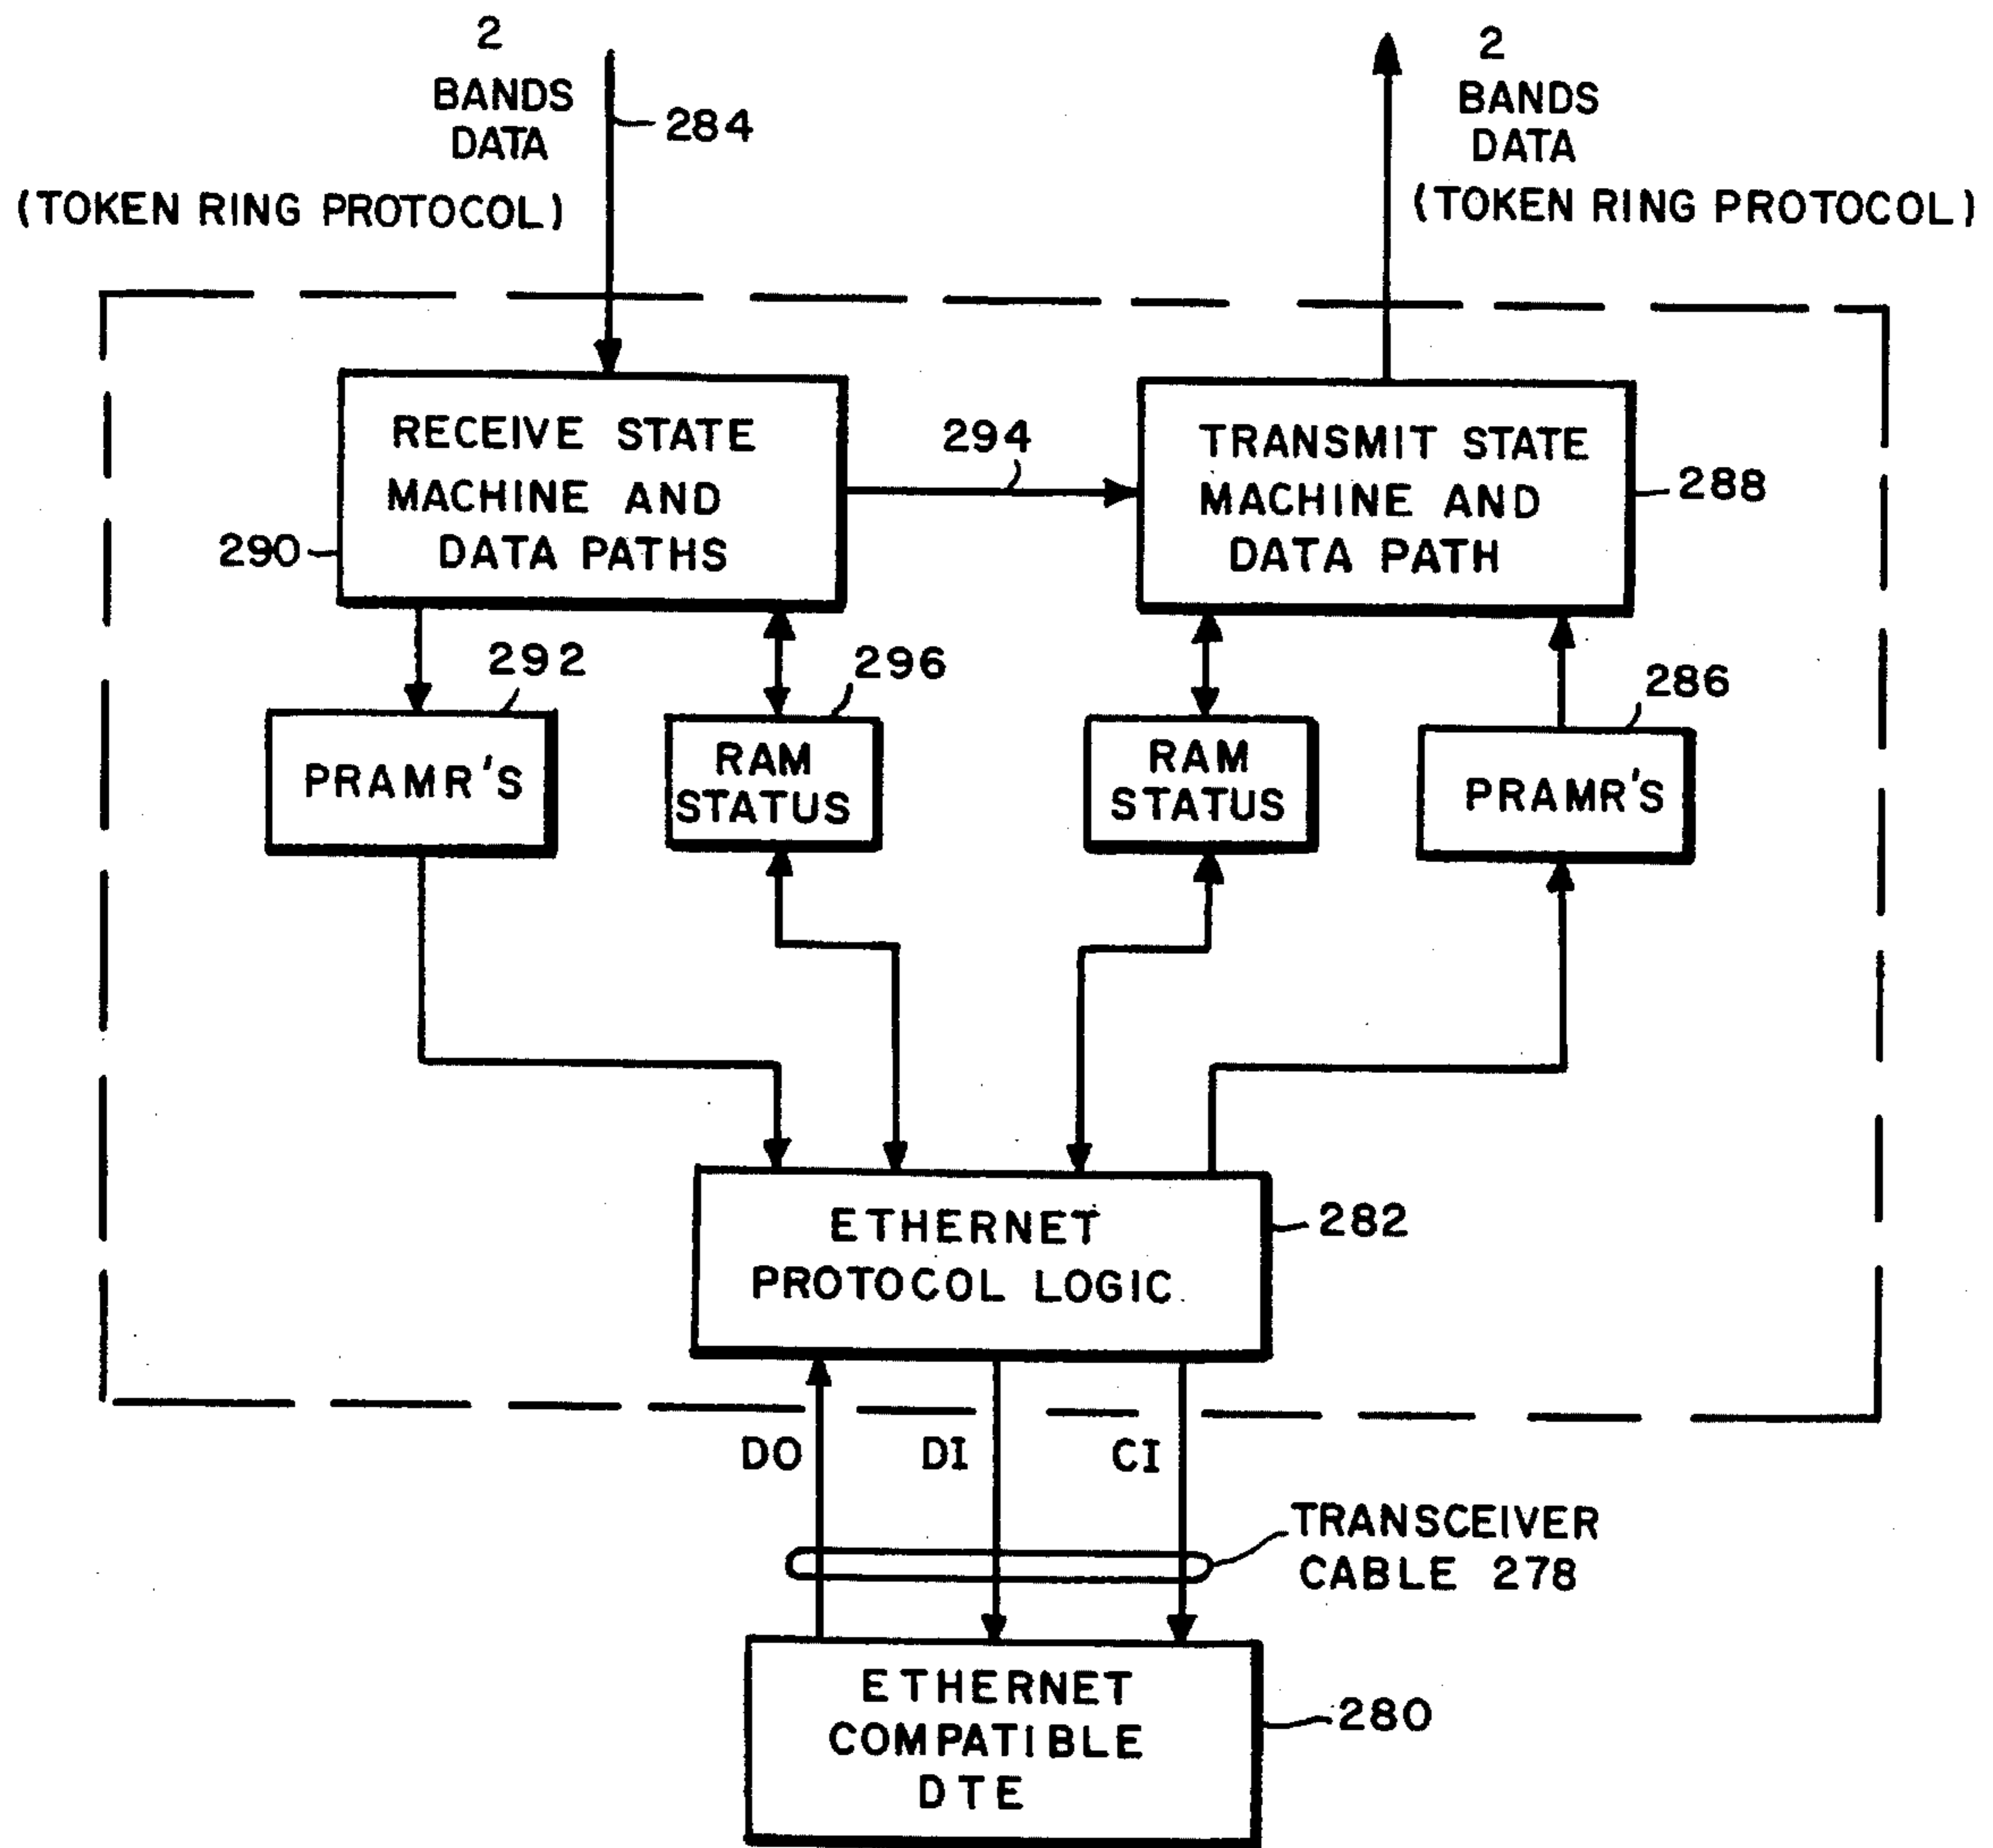 2
BANDS
DATA
(TOKEN RING PROTOCOL)
284
2
BANDS
DATA
(TOKEN RING PROTOCOL)
RECEIVE STATE
MACHINE AND
DATA PATHS
290
294
TRANSMIT STATE
MACHINE AND
DATA PATH
288
292
296
286
PRAMR'S
RAM
STATUS
RAM
STATUS
PRAMR'S
ETHERNET
PROTOCOL LOGIC
282
DO
DI
CI
TRANSCEIVER
CABLE 278
ETHERNET
COMPATIBLE
DTE
280